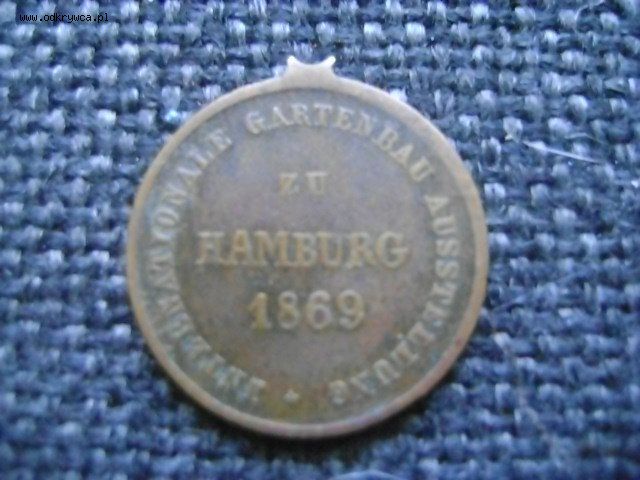 www.odkrywca.pl
INTERNATIONALE GARTENBAU AUSSTELLUNG
ZU
HAMBURG
1869